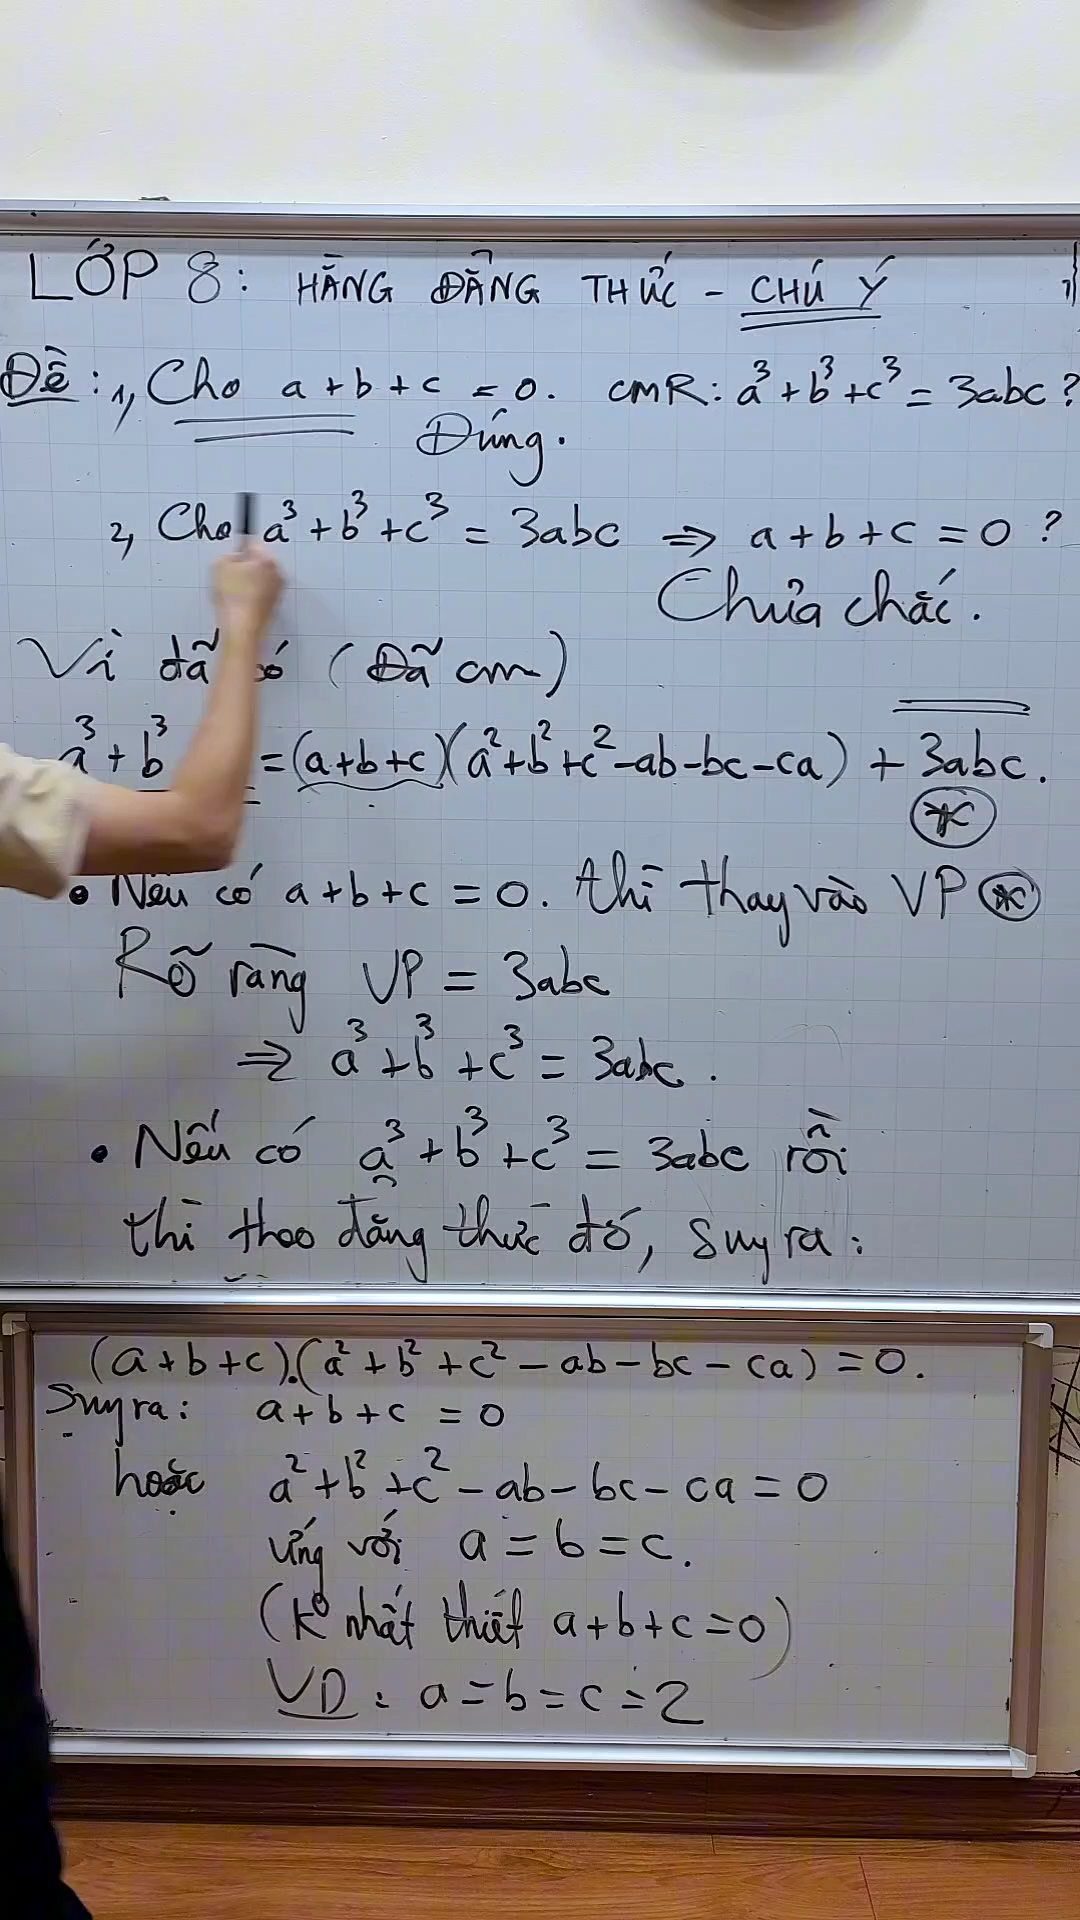 LỚP 8: HẰNG ĐẲNG THỨC - CHÚ Ý
Đề: 1, Cho a+b+c = 0. CMR: a³+b³+c³ = 3abc?
Đúng.
2, Cho a³+b³+c³ = 3abc ⇒ a+b+c = 0 ?
Chưa chắc.
Vì đã có (Đã cm)
a³+b³ = (a+b+c)(a²+b²+c²-ab-bc-ca) + 3abc.
(*)
• Nếu có a+b+c = 0. thì thay vào VP (*)
Rõ ràng VP = 3abc
⇒ a³+b³+c³ = 3abc.
• Nếu có a³+b³+c³ = 3abc rồi
thì theo đẳng thức đó, suy ra:
(a+b+c).(a²+b²+c²-ab-bc-ca) = 0.
Suy ra: a+b+c = 0
hoặc a²+b²+c²-ab-bc-ca = 0
ứng với a = b = c.
(K⁰ nhất thiết a+b+c=0)
VD: a=b=c=2